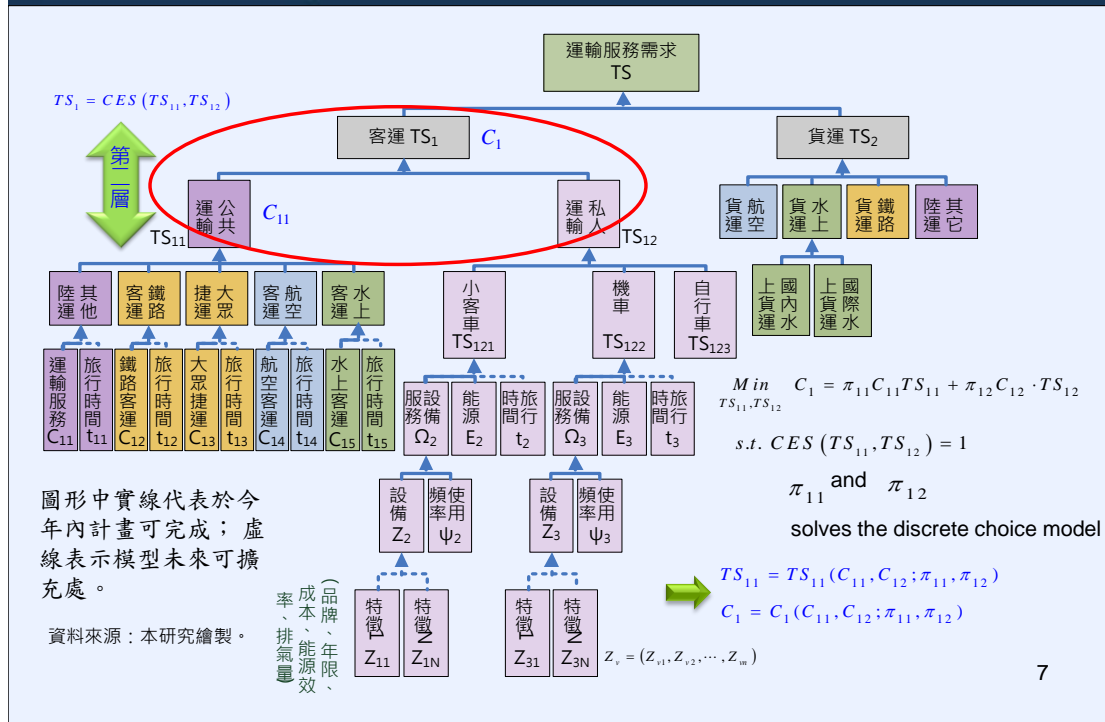 運輸服務需求
TS
TS₁ = CES(TS₁₁,TS₁₂)
客運 TS₁
C₁
貨運 TS₂
第二層
公共運輸
C₁₁
TS₁₁
私人運輸
TS₁₂
航空貨運
水上貨運
鐵路貨運
其它陸運
其他陸運
鐵路客運
大眾捷運
航空客運
水上客運
小客車
TS₁₂₁
機車
TS₁₂₂
自行車
TS₁₂₃
國內水上貨運
國際水上貨運
運輸服務 C₁₁
旅行時間 t₁₁
鐵路客運 C₁₂
旅行時間 t₁₂
大眾捷運 C₁₃
旅行時間 t₁₃
航空客運 C₁₄
旅行時間 t₁₄
水上客運 C₁₅
旅行時間 t₁₅
設備服務 Ω₂
能源 E₂
旅行時間 t₂
設備服務 Ω₃
能源 E₃
旅行時間 t₃
Min C₁ = π₁₁C₁₁TS₁₁ + π₁₂C₁₂·TS₁₂
TS₁₁,TS₁₂
s.t. CES(TS₁₁,TS₁₂) = 1
π₁₁ and π₁₂
solves the discrete choice model
設備 Z₂
使用頻率 ψ₂
設備 Z₃
使用頻率 ψ₃
圖形中實線代表於今
年內計畫可完成；虛
線表示模型未來可擴
充處。
TS₁₁ = TS₁₁(C₁₁,C₁₂;π₁₁,π₁₂)
C₁ = C₁(C₁₁,C₁₂;π₁₁,π₁₂)
(品牌、年限、
成本、能源效
率、排氣量)
特徵1 Z₁₁
特徵N Z₁N
特徵1 Z₃₁
特徵N Z₃N
Zᵥ = (Zᵥ₁,Zᵥ₂,⋯,Zᵥₙ)
資料來源：本研究繪製。
7